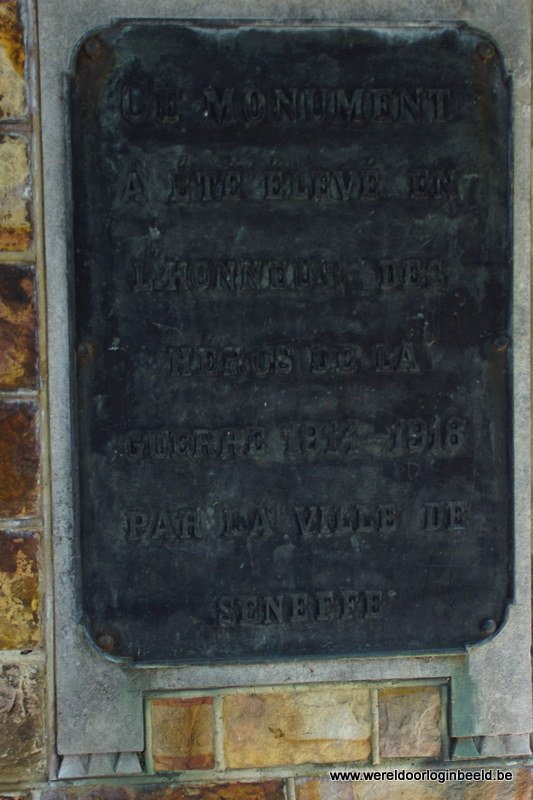 CE MONUMENT
A ÉTÉ ÉLEVÉ EN
L'HONNEUR DES
HÉROS DE LA
GUERRE 1914-1918
PAR LA VILLE DE
SENEFFE
www.wereldoorloginbeeld.be